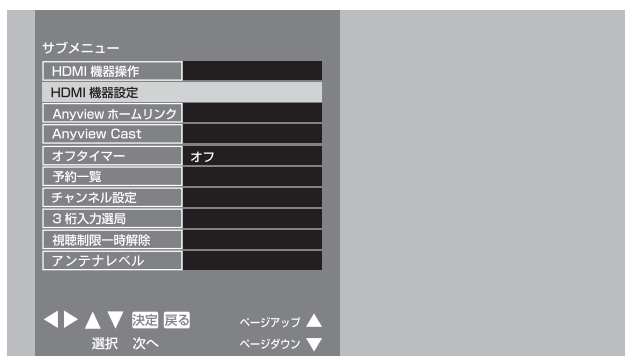 サブメニュー
HDMI 機器操作
HDMI 機器設定
Anyview ホームリンク
Anyview Cast
オフタイマー オフ
予約一覧
チャンネル設定
3 桁入力選局
視聴制限一時解除
アンテナレベル
決定 戻る ページアップ
選択 次へ ページダウン